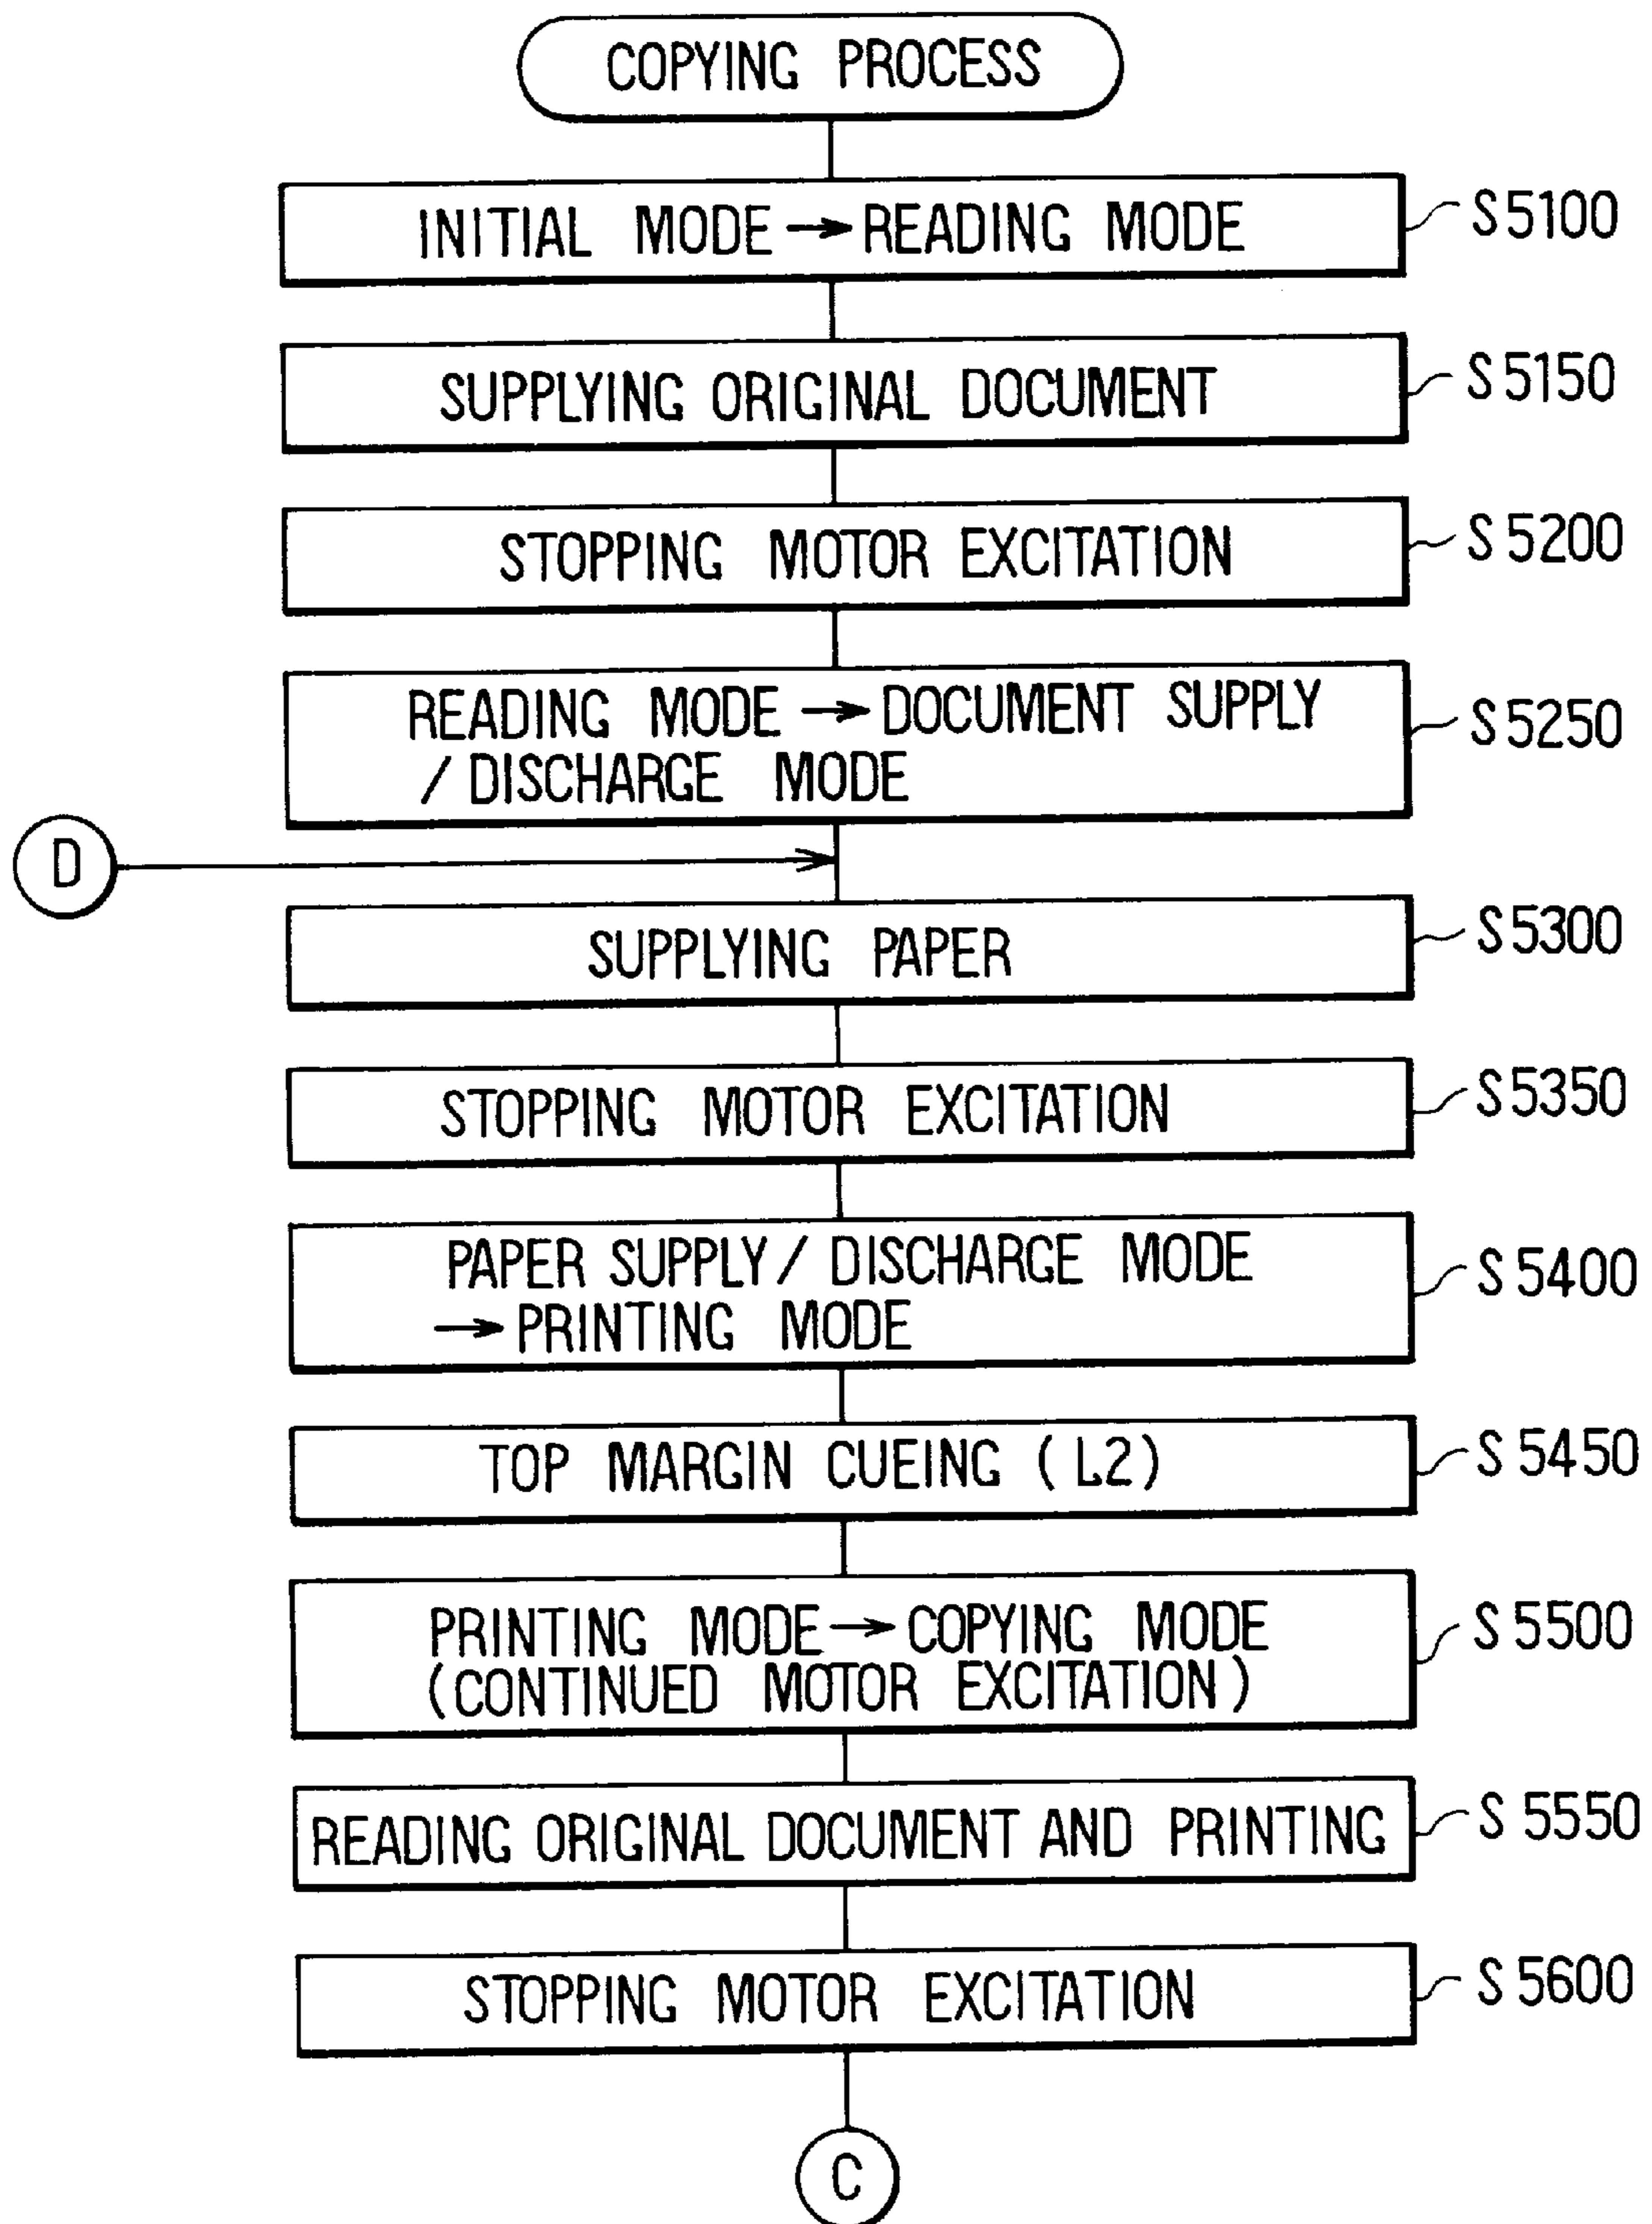 COPYING PROCESS
INITIAL MODE → READING MODE
S5100
SUPPLYING ORIGINAL DOCUMENT
S5150
STOPPING MOTOR EXCITATION
S5200
READING MODE → DOCUMENT SUPPLY
/ DISCHARGE MODE
S5250
D
SUPPLYING PAPER
S5300
STOPPING MOTOR EXCITATION
S5350
PAPER SUPPLY / DISCHARGE MODE
→ PRINTING MODE
S5400
TOP MARGIN CUEING (L2)
S5450
PRINTING MODE → COPYING MODE
(CONTINUED MOTOR EXCITATION)
S5500
READING ORIGINAL DOCUMENT AND PRINTING
S5550
STOPPING MOTOR EXCITATION
S5600
C